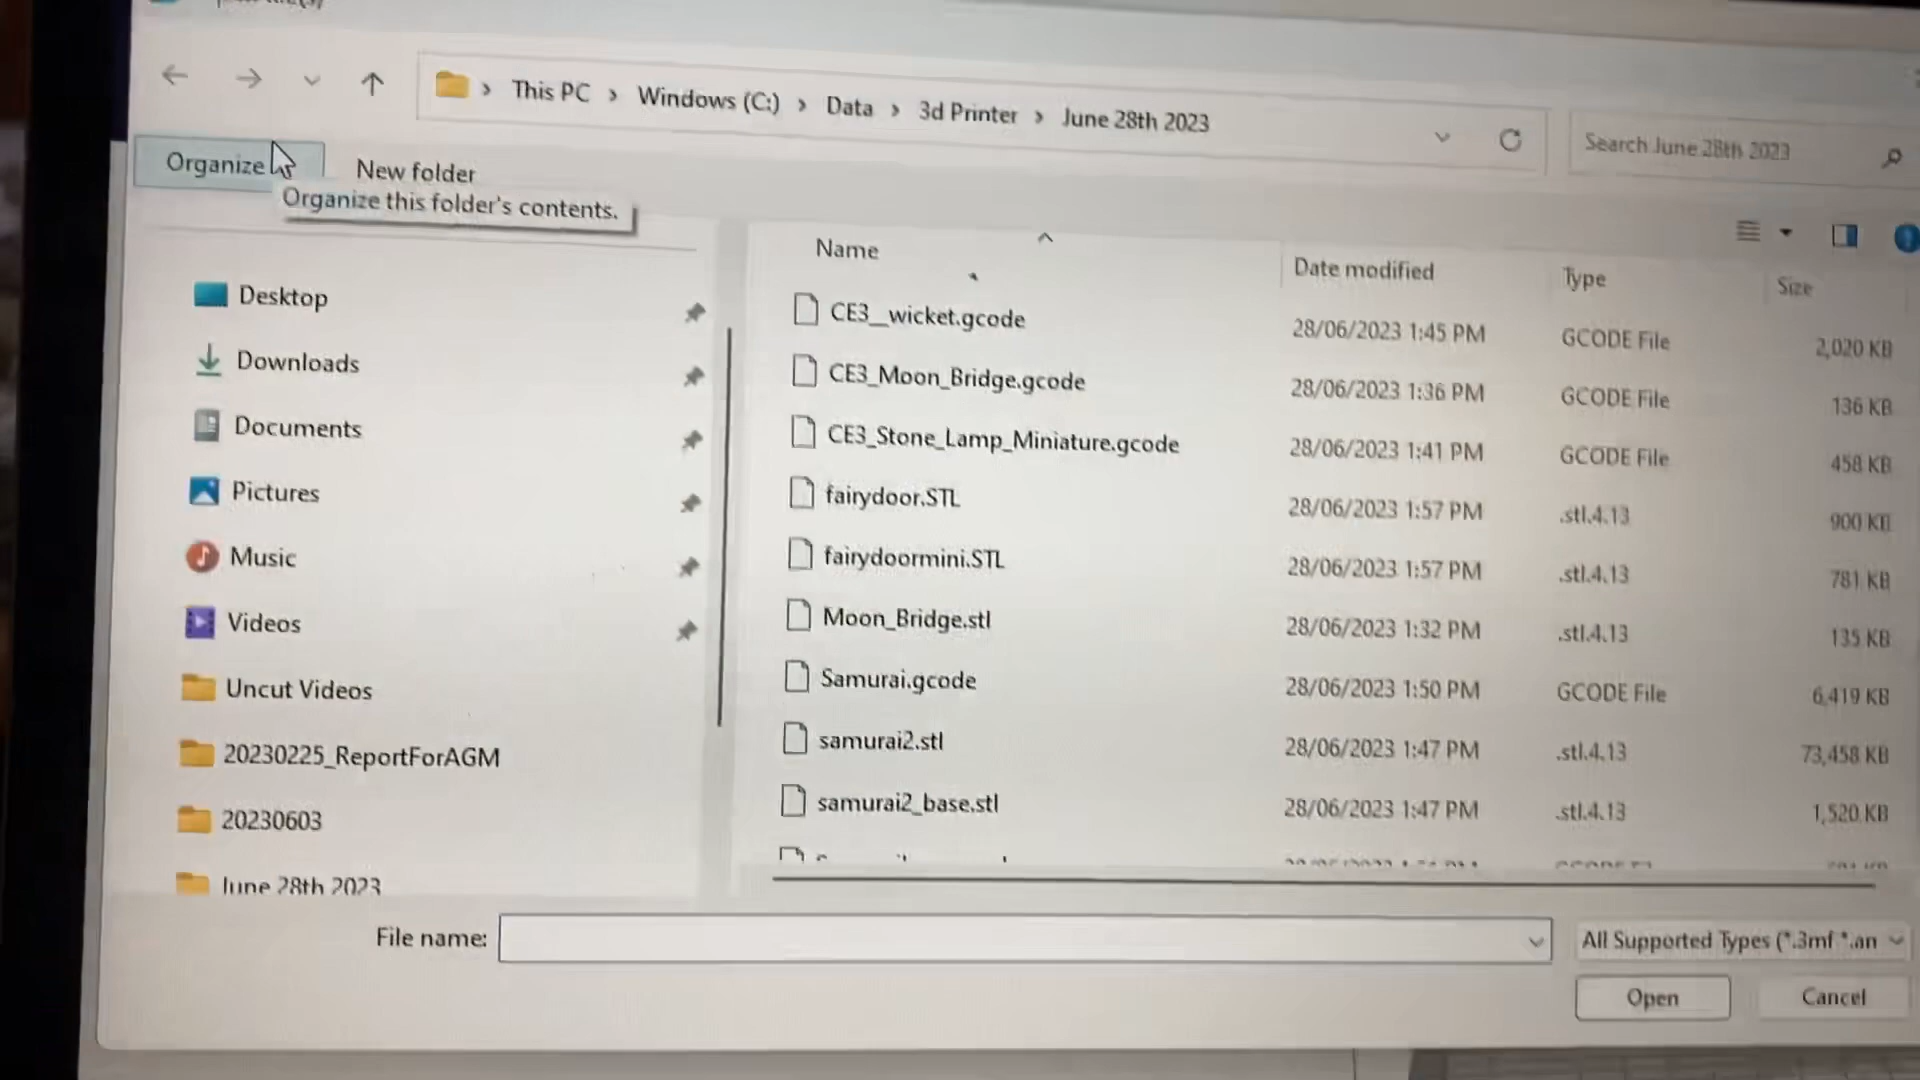 This PC > Windows (C:) > Data > 3d Printer > June 28th 2023
Search June 28th 2023
Organize
New folder
Organize this folder's contents.
Name
Date modified
Type
Size
Desktop
Downloads
Documents
Pictures
Music
Videos
Uncut Videos
20230225_ReportForAGM
20230603
June 28th 2023
CE3__wicket.gcode 28/06/2023 1:45 PM GCODE File 2,020 KB
CE3_Moon_Bridge.gcode 28/06/2023 1:36 PM GCODE File 136 KB
CE3_Stone_Lamp_Miniature.gcode 28/06/2023 1:41 PM GCODE File 458 KB
fairydoor.STL 28/06/2023 1:57 PM .stl.4.13 900 KB
fairydoormini.STL 28/06/2023 1:57 PM .stl.4.13 781 KB
Moon_Bridge.stl 28/06/2023 1:32 PM .stl.4.13 135 KB
Samurai.gcode 28/06/2023 1:50 PM GCODE File 6,419 KB
samurai2.stl 28/06/2023 1:47 PM .stl.4.13 73,458 KB
samurai2_base.stl 28/06/2023 1:47 PM .stl.4.13 1,520 KB
File name:
All Supported Types (*.3mf *.an
Open
Cancel